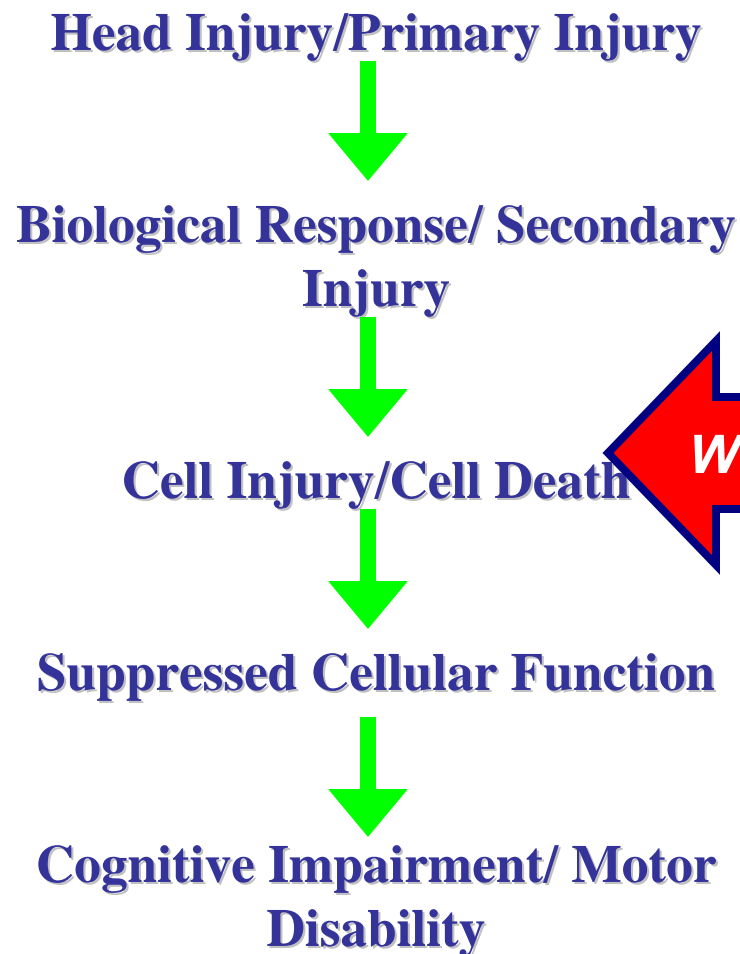 Head Injury/Primary Injury
Biological Response/ Secondary
Injury
Cell Injury/Cell Death
W
Suppressed Cellular Function
Cognitive Impairment/ Motor
Disability